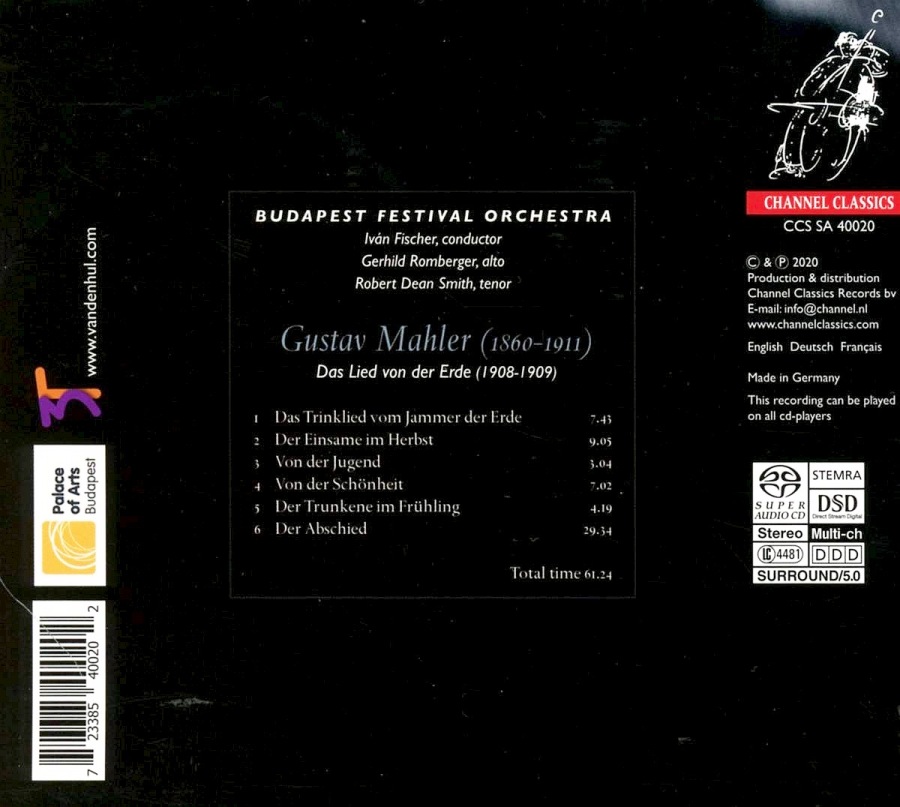 BUDAPEST FESTIVAL ORCHESTRA
Iván Fischer, conductor
Gerhild Romberger, alto
Robert Dean Smith, tenor
Gustav Mahler (1860–1911)
Das Lied von der Erde (1908-1909)
1 Das Trinklied vom Jammer der Erde 7.43
2 Der Einsame im Herbst 9.05
3 Von der Jugend 3.04
4 Von der Schönheit 7.02
5 Der Trunkene im Frühling 4.19
6 Der Abschied 29.34
Total time 61.24
CHANNEL CLASSICS
CCS SA 40020
© & ℗ 2020
Production & distribution
Channel Classics Records bv
E-mail: info@channel.nl
www.channelclassics.com
English Deutsch Français
Made in Germany
This recording can be played
on all cd-players
SUPER
AUDIO CD
STEMRA
DSD
Direct Stream Digital
Stereo
Multi-ch
LC 4481
DDD
SURROUND/5.0
www.vandenhul.com
Palace
of Arts
Budapest
7 23385 40020 2